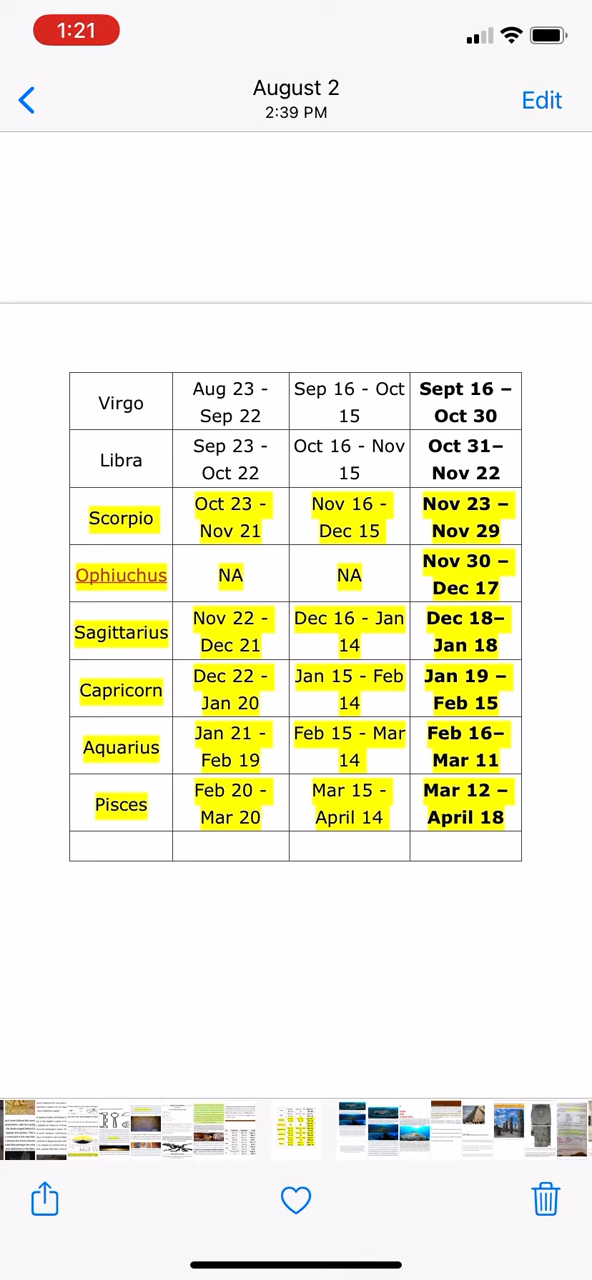 1:21
August 2
2:39 PM
Edit
Virgo
Aug 23 -
Sep 22
Sep 16 - Oct
15
Sept 16 –
Oct 30
Libra
Sep 23 -
Oct 22
Oct 16 - Nov
15
Oct 31–
Nov 22
Scorpio
Oct 23 -
Nov 21
Nov 16 -
Dec 15
Nov 23 –
Nov 29
Ophiuchus
NA
NA
Nov 30 –
Dec 17
Sagittarius
Nov 22 -
Dec 21
Dec 16 - Jan
14
Dec 18–
Jan 18
Capricorn
Dec 22 -
Jan 20
Jan 15 - Feb
14
Jan 19 –
Feb 15
Aquarius
Jan 21 -
Feb 19
Feb 15 - Mar
14
Feb 16–
Mar 11
Pisces
Feb 20 -
Mar 20
Mar 15 -
April 14
Mar 12 –
April 18